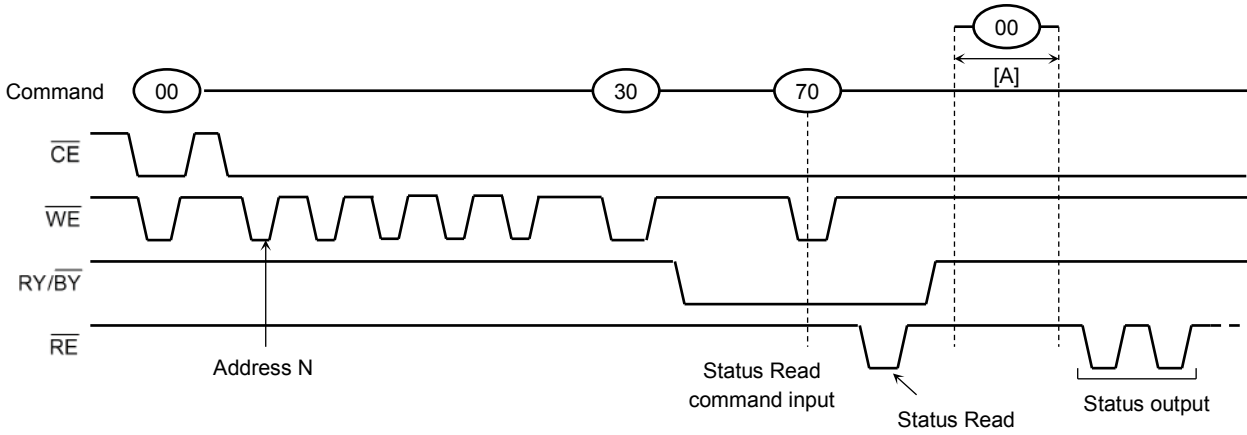 00
[A]
Command 00 30 70
CE
WE
RY/BY
RE
Address N
Status Read
command input
Status Read
Status output